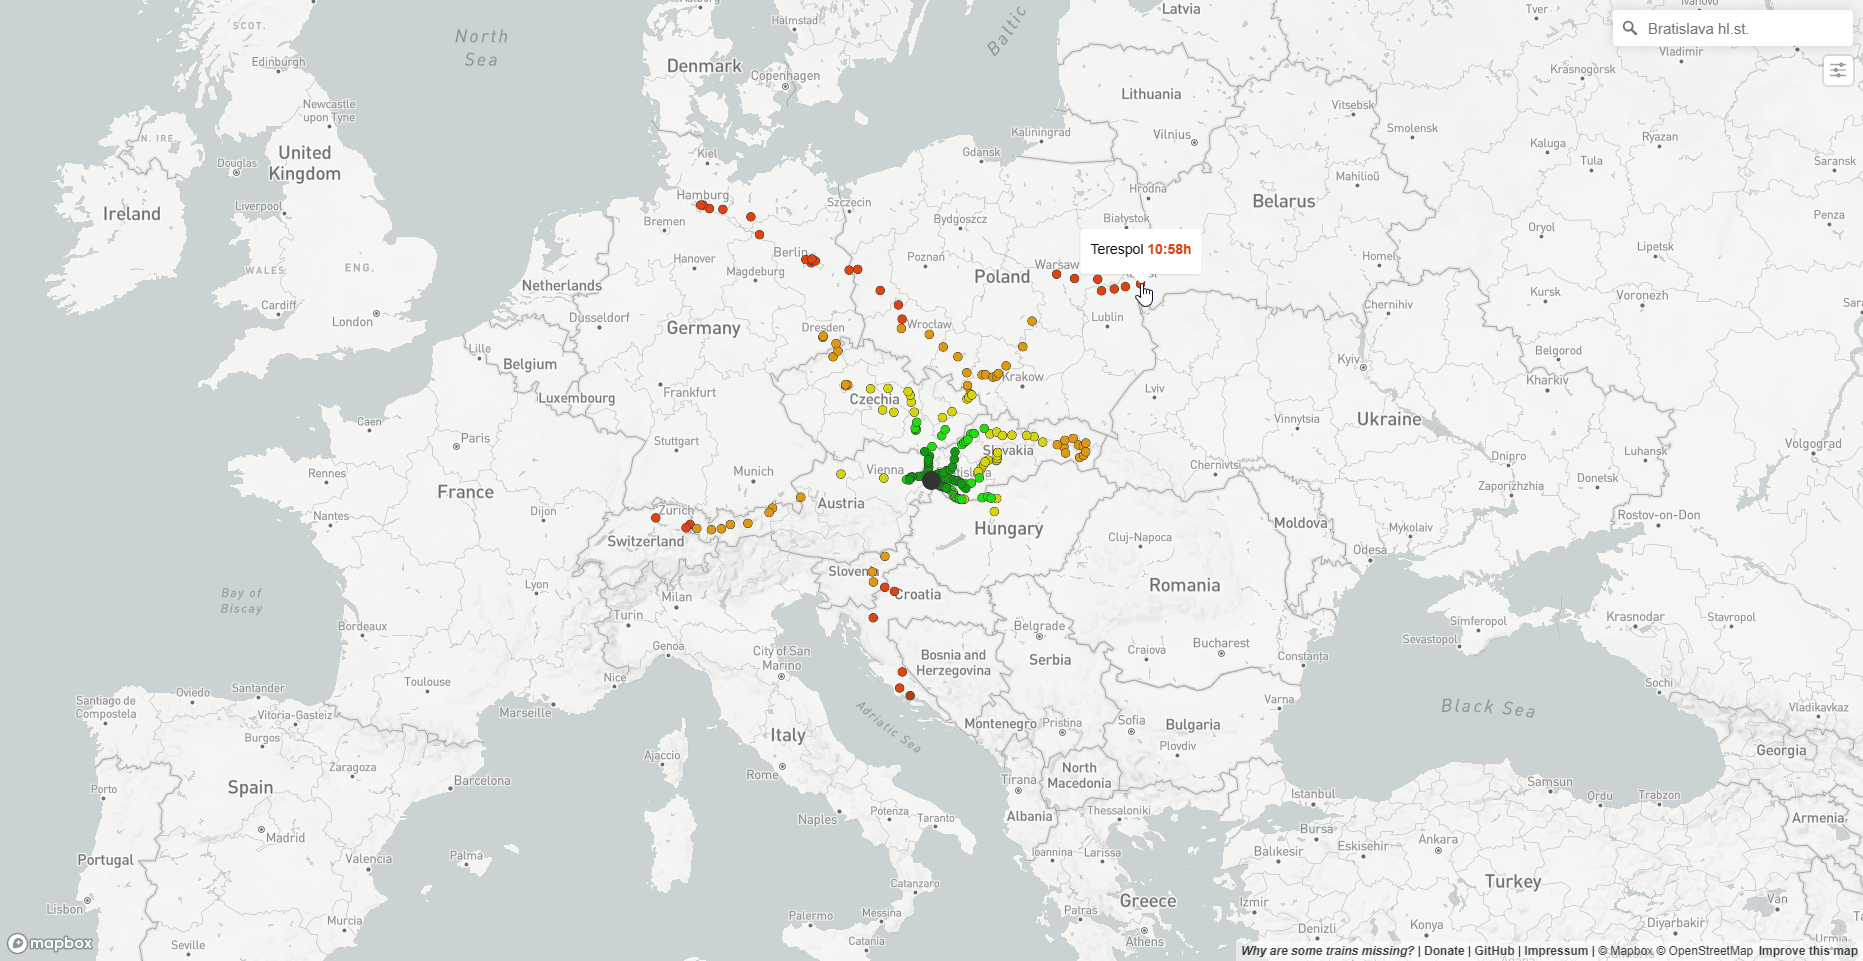 Bratislava hl.st.
Terespol 10:58h
SCOT.
North
Sea
Baltic
Aalborg
Halmstad
Latvia
Tver
Ivanovo
Vladimir
Edinburgh
Denmark
Copenhagen
Krasnogorsk
Newcastle
upon Tyne
Lithuania
Vitsebsk
Smolensk
Ryazan
N. IRE.
Kaliningrad
Vilnius
Kaluga
Tula
Saransk
Douglas
United
Kingdom
Kiel
Gdansk
Mahilioŭ
Hrodna
Hamburg
Szczecin
Belarus
Liverpool
Ireland
Bremen
Bydgoszcz
Białystok
Penza
Oryol
Lipetsk
Berlin
Hanover
Poznań
Warsaw
Homel
WALES
ENG.
Magdeburg
Poland
Netherlands
Kursk
Voronezh
Cardiff
Chernihiv
London
Dusseldorf
Germany
Dresden
Wrocław
Lublin
Lille
Belgium
Kyiv
Belgorod
Krakow
Kharkiv
Luxembourg
Frankfurt
Czechia
Lviv
Caen
Paris
Vinnytsia
Ukraine
Stuttgart
Slovakia
Luhansk
Volgograd
Rennes
Munich
Vienna
Chernivtsi
Dnipro
France
Zaporizhzhia
Donetsk
Nantes
Zurich
Austria
Moldova
Rostov-on-Don
Switzerland
Hungary
Cluj-Napoca
Mykolaiv
Odesa
Bay of
Biscay
Lyon
Slovenia
Croatia
Romania
Milan
Turin
Krasnodar
Stavropol
Bordeaux
Belgrade
Simferopol
Sevastopol
Genoa
City of San
Marino
Bosnia and
Herzegovina
Serbia
Craiova
Bucharest
Constanța
Nice
Toulouse
Sochi
Santiago de
Compostela
Oviedo
Santander
Vitoria-Gasteiz
Marseille
Adriatic Sea
Varna
Black Sea
Vladikavkaz
Burgos
Montenegro
Pristina
Sofia
Bulgaria
Italy
Plovdiv
Georgia
Ajaccio
Zaragoza
Rome
Barcelona
Tirana
North
Macedonia
Spain
Porto
Istanbul
Samsun
Ordu
Trabzon
Potenza
Taranto
Naples
Albania
Thessaloniki
Armenia
Madrid
Bursa
Ankara
Eskisehir
Balıkesir
Portugal
Valencia
Palma
Ioannina
Larissa
Turkey
Catanzaro
Greece
Izmir
Van
Lisbon
Murcia
Palermo
Messina
Patras
Athens
Denizli
Konya
Diyarbakir
Seville
Catania
Urmia
mapbox
Why are some trains missing? | Donate | GitHub | Impressum | © Mapbox © OpenStreetMap Improve this map